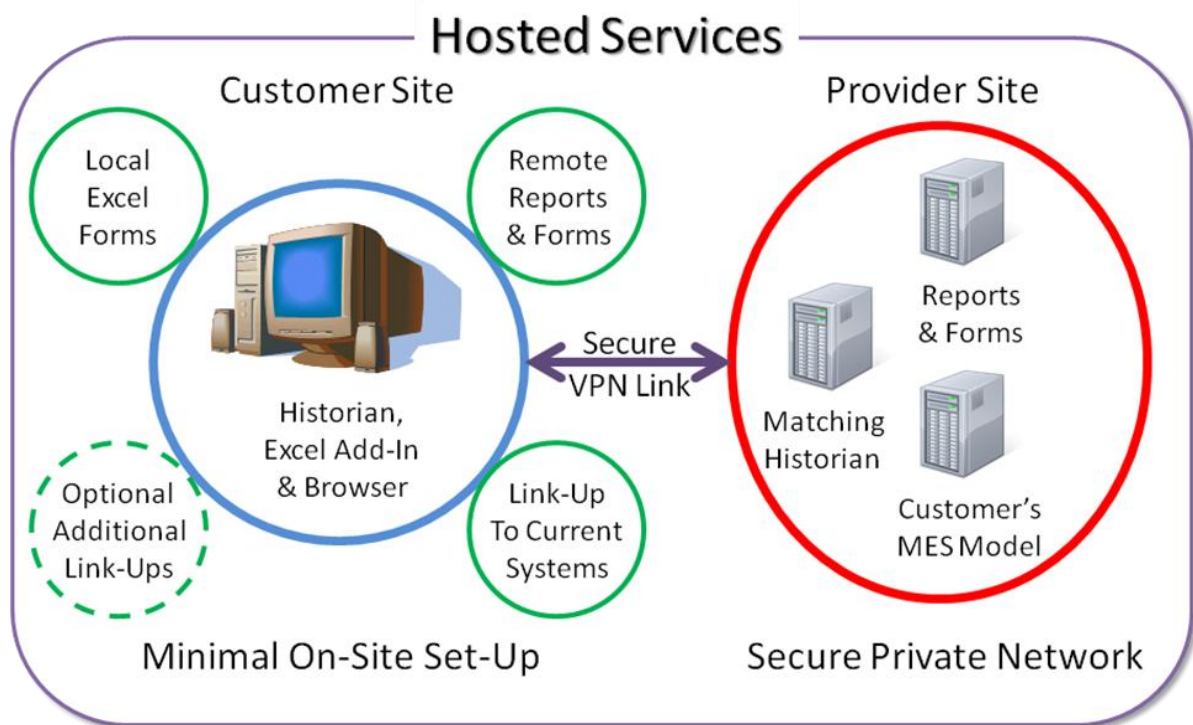 Hosted Services
Customer Site
Provider Site
Local
Excel
Forms
Remote
Reports
& Forms
Historian,
Excel Add-In
& Browser
Optional
Additional
Link-Ups
Link-Up
To Current
Systems
Secure
VPN Link
Reports
& Forms
Matching
Historian
Customer's
MES Model
Minimal On-Site Set-Up
Secure Private Network